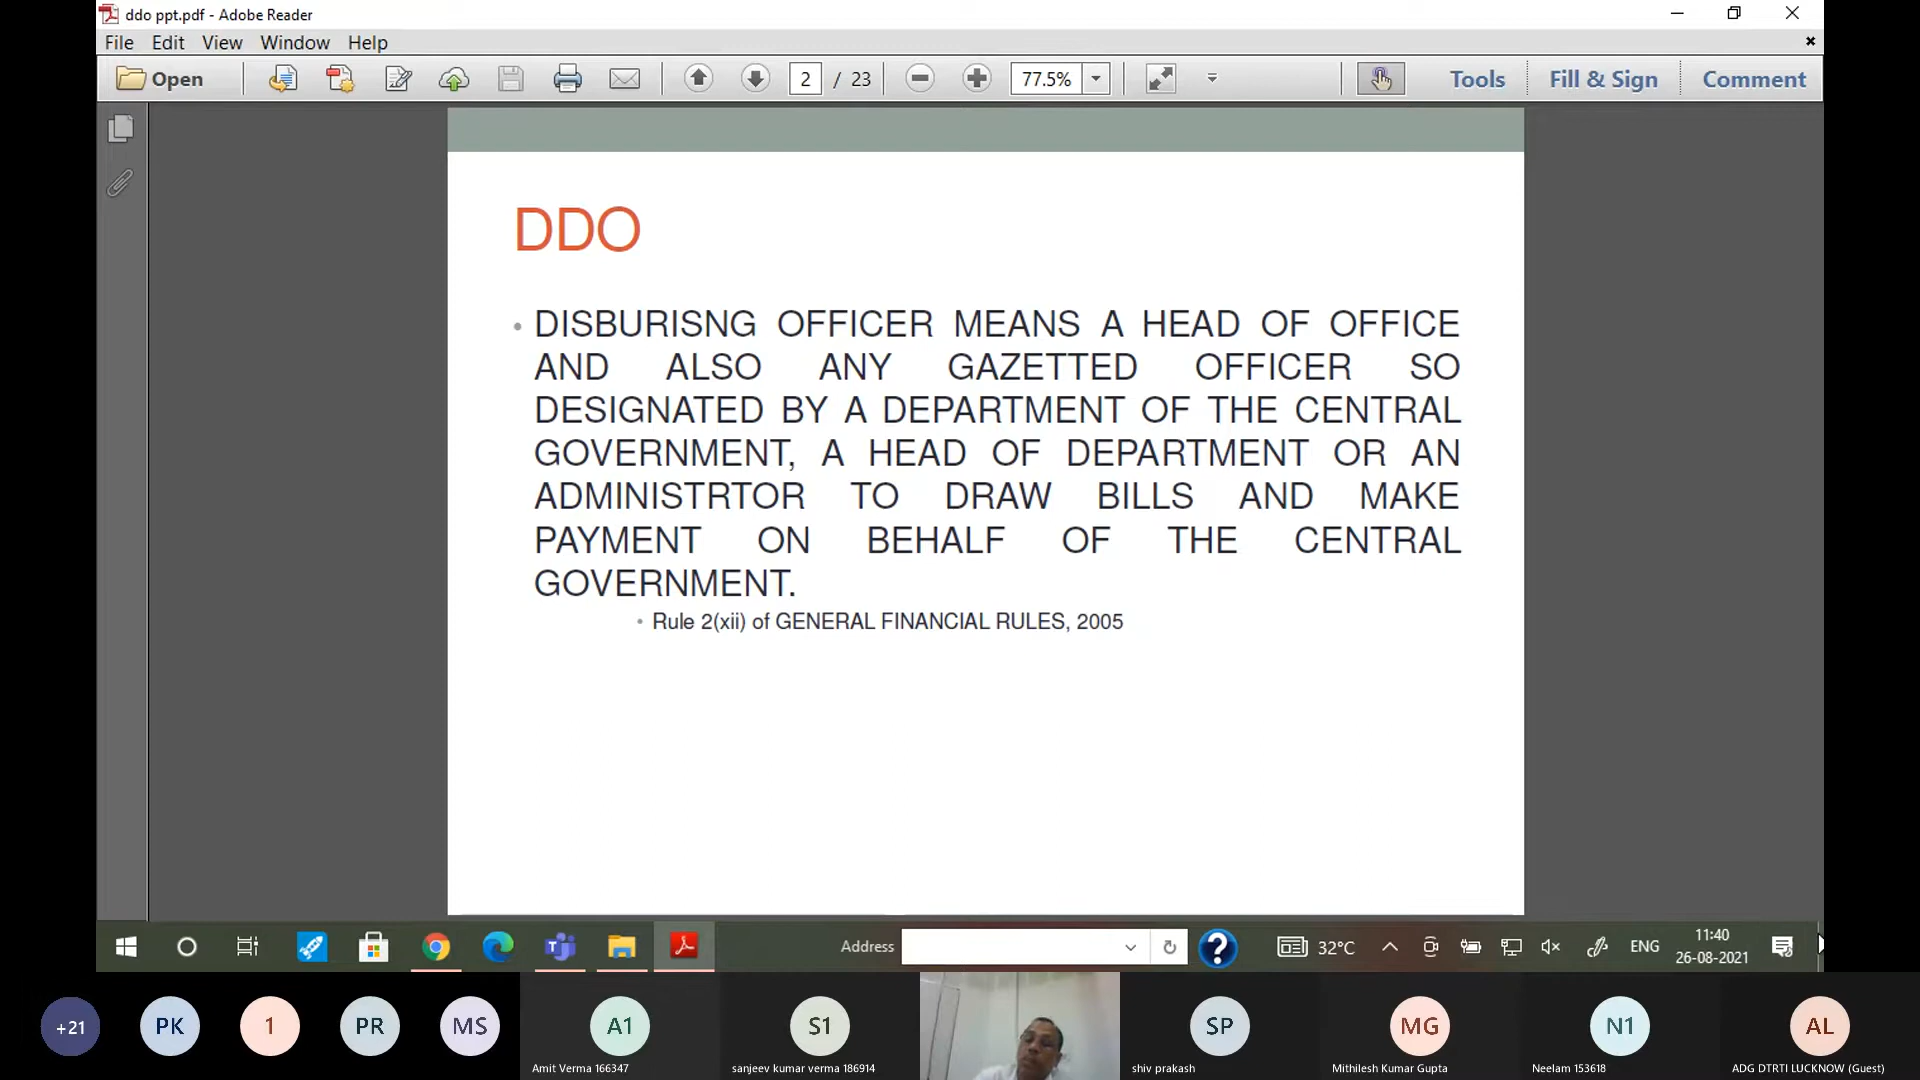 ddo ppt.pdf - Adobe Reader
File Edit View Window Help
Open 2 / 23 77.5% Tools Fill & Sign Comment
DDO
• DISBURISNG OFFICER MEANS A HEAD OF OFFICE
AND ALSO ANY GAZETTED OFFICER SO
DESIGNATED BY A DEPARTMENT OF THE CENTRAL
GOVERNMENT, A HEAD OF DEPARTMENT OR AN
ADMINISTRTOR TO DRAW BILLS AND MAKE
PAYMENT ON BEHALF OF THE CENTRAL
GOVERNMENT.
• Rule 2(xii) of GENERAL FINANCIAL RULES, 2005
Address 32°C ENG 11:40
26-08-2021
+21 PK 1 PR MS A1 S1 SP MG N1 AL
Amit Verma 166347 sanjeev kumar verma 186914 shiv prakash Mithilesh Kumar Gupta Neelam 153618 ADG DTRTI LUCKNOW (Guest)